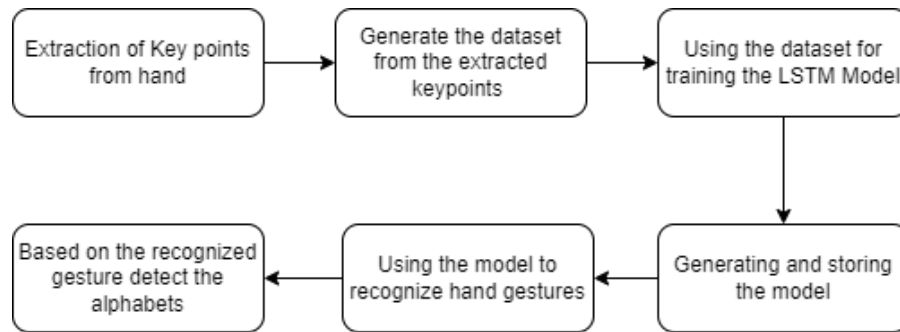 Extraction of Key points
from hand
Generate the dataset
from the extracted
keypoints
Using the dataset for
training the LSTM Model
Generating and storing
the model
Using the model to
recognize hand gestures
Based on the recognized
gesture detect the
alphabets